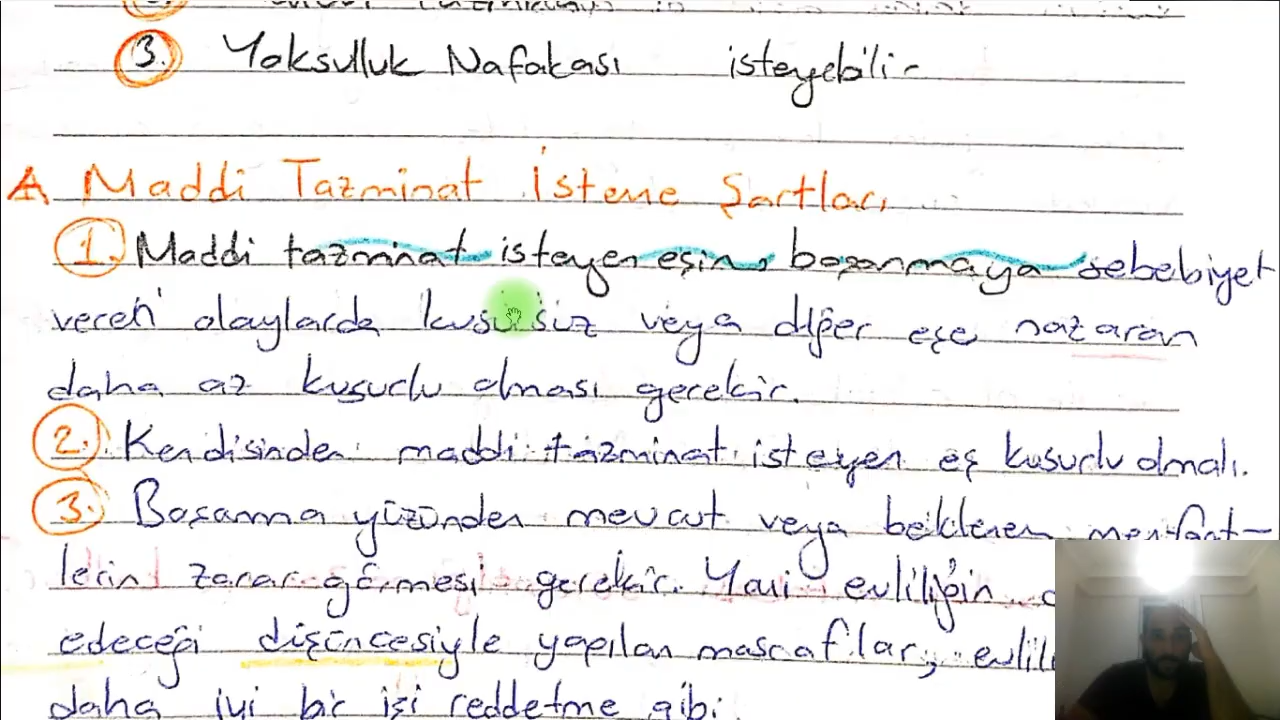 3. Yoksulluk Nafakası isteyebilir
A Maddi Tazminat İsteme Şartları
1. Maddi tazminat isteyen eşin, boşanmaya sebebiyet
veren olaylarda kusursuz veya diğer eşe nazaran
daha az kusurlu olması gerekir.
2. Kendisinden maddi tazminat isteyen eş kusurlu olmalı.
3. Boşanma yüzünden mevcut veya beklenen menfaat-
lerin zarar görmesi gerekir. Yani evliliğin
edeceği düşüncesiyle yapılan masraflar,
daha iyi bir işi reddetme gibi.